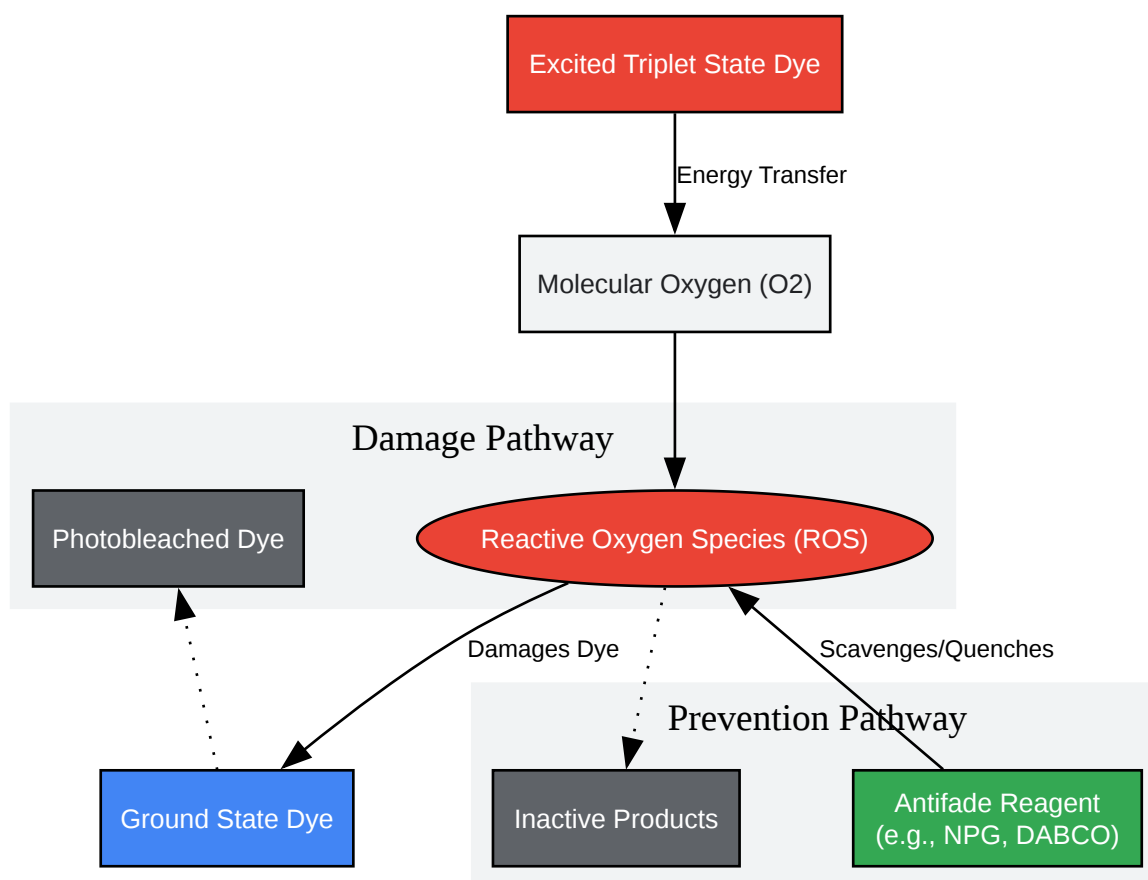 Excited Triplet State Dye
Energy Transfer
Molecular Oxygen (O2)
Damage Pathway
Photobleached Dye
Reactive Oxygen Species (ROS)
Damages Dye
Scavenges/Quenches
Prevention Pathway
Ground State Dye
Inactive Products
Antifade Reagent
(e.g., NPG, DABCO)